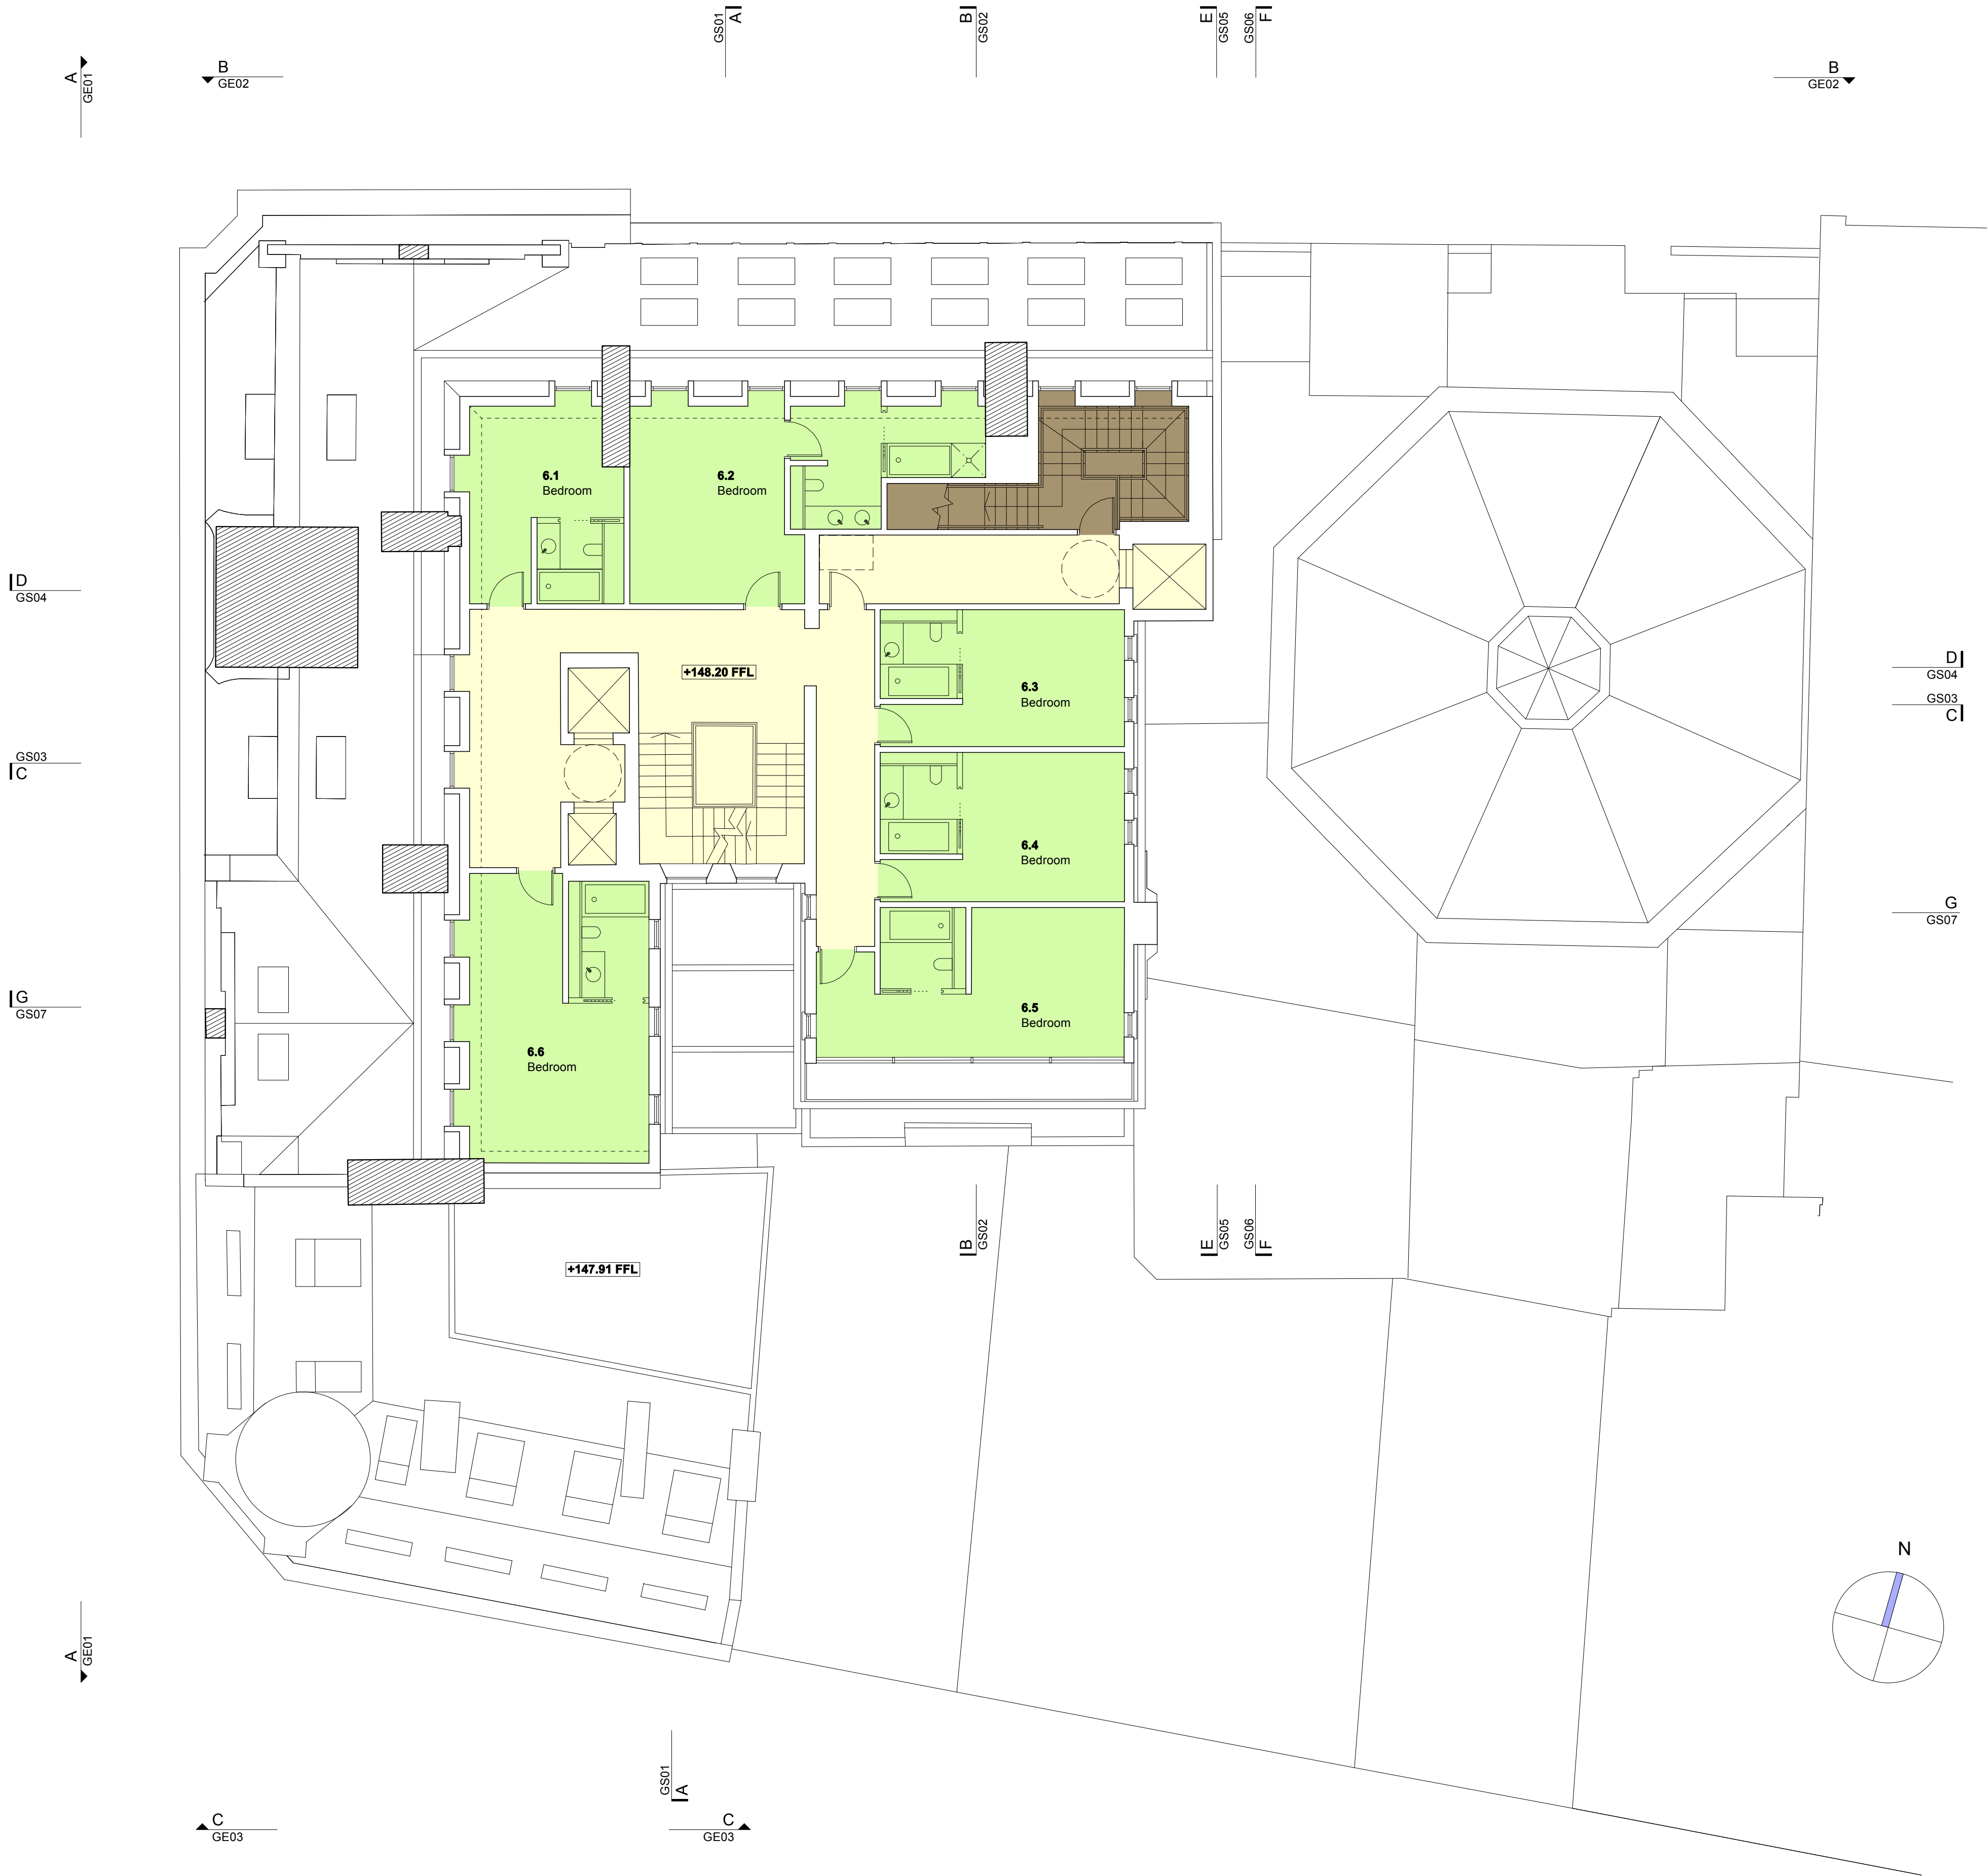 A
GS01
B
GS02
E
GS05
GS06
F
A
GE01
B
GE02
B
GE02
6.1
Bedroom
6.2
Bedroom
D
GS04
+148.20 FFL
6.3
Bedroom
D
GS04
GS03
C
GS03
C
6.4
Bedroom
G
GS07
G
GS07
6.5
Bedroom
6.6
Bedroom
B
GS02
E
GS05
GS06
F
+147.91 FFL
N
A
GE01
GS01
A
C
GE03
C
GE03